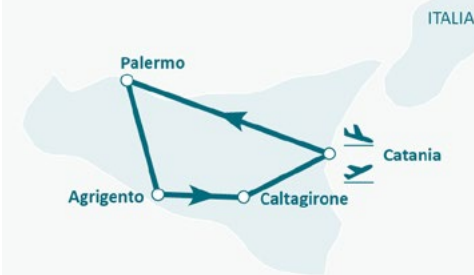 ITALIA
Palermo
Catania
Agrigento
Caltagirone